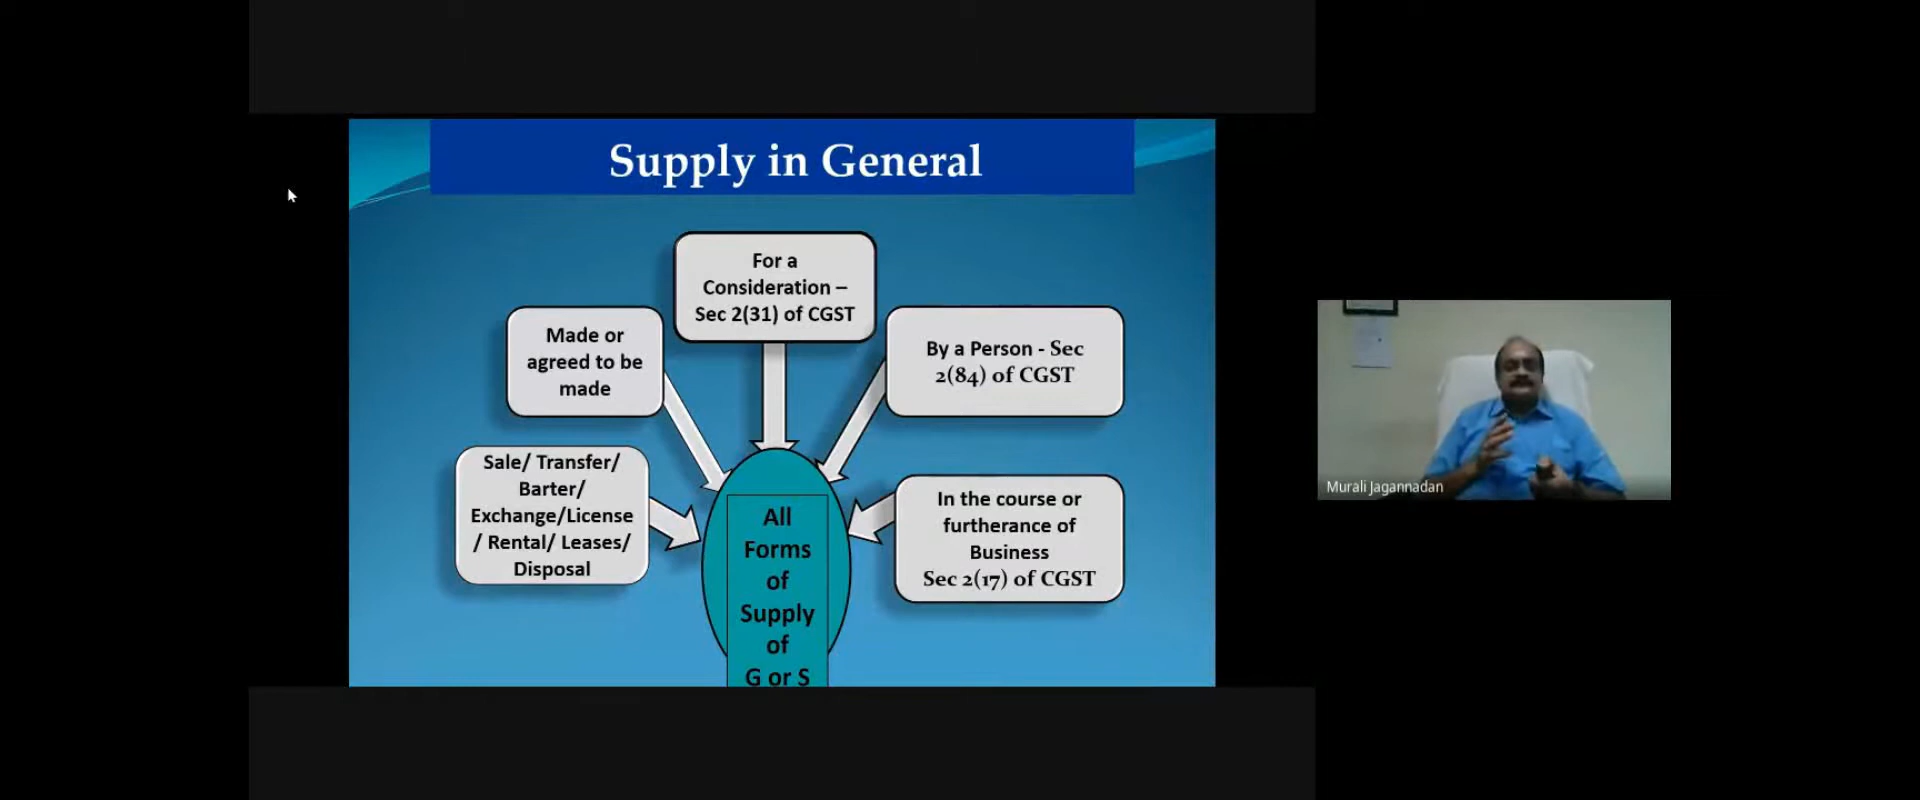 Supply in General
For a
Consideration –
Sec 2(31) of CGST
Made or
agreed to be
made
By a Person - Sec
2(84) of CGST
Sale/ Transfer/
Barter/
Exchange/License
/ Rental/ Leases/
Disposal
In the course or
furtherance of
Business
Sec 2(17) of CGST
All
Forms
of
Supply
of
G or S
Murali Jagannadan